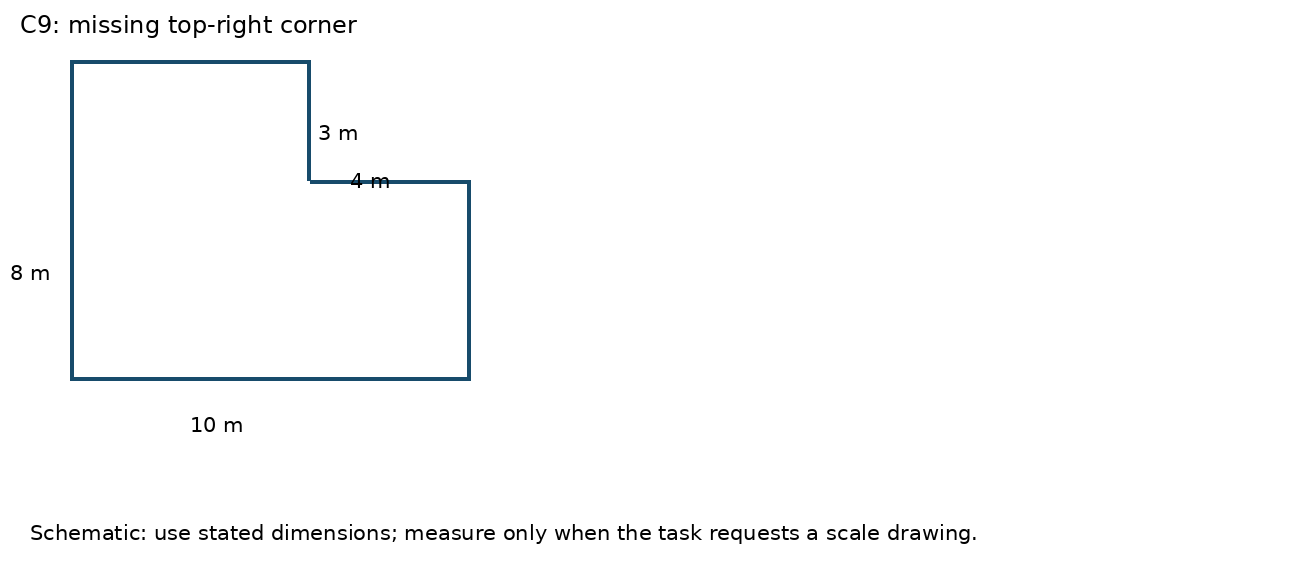 C9: missing top-right corner
3 m
4 m
8 m
10 m
Schematic: use stated dimensions; measure only when the task requests a scale drawing.